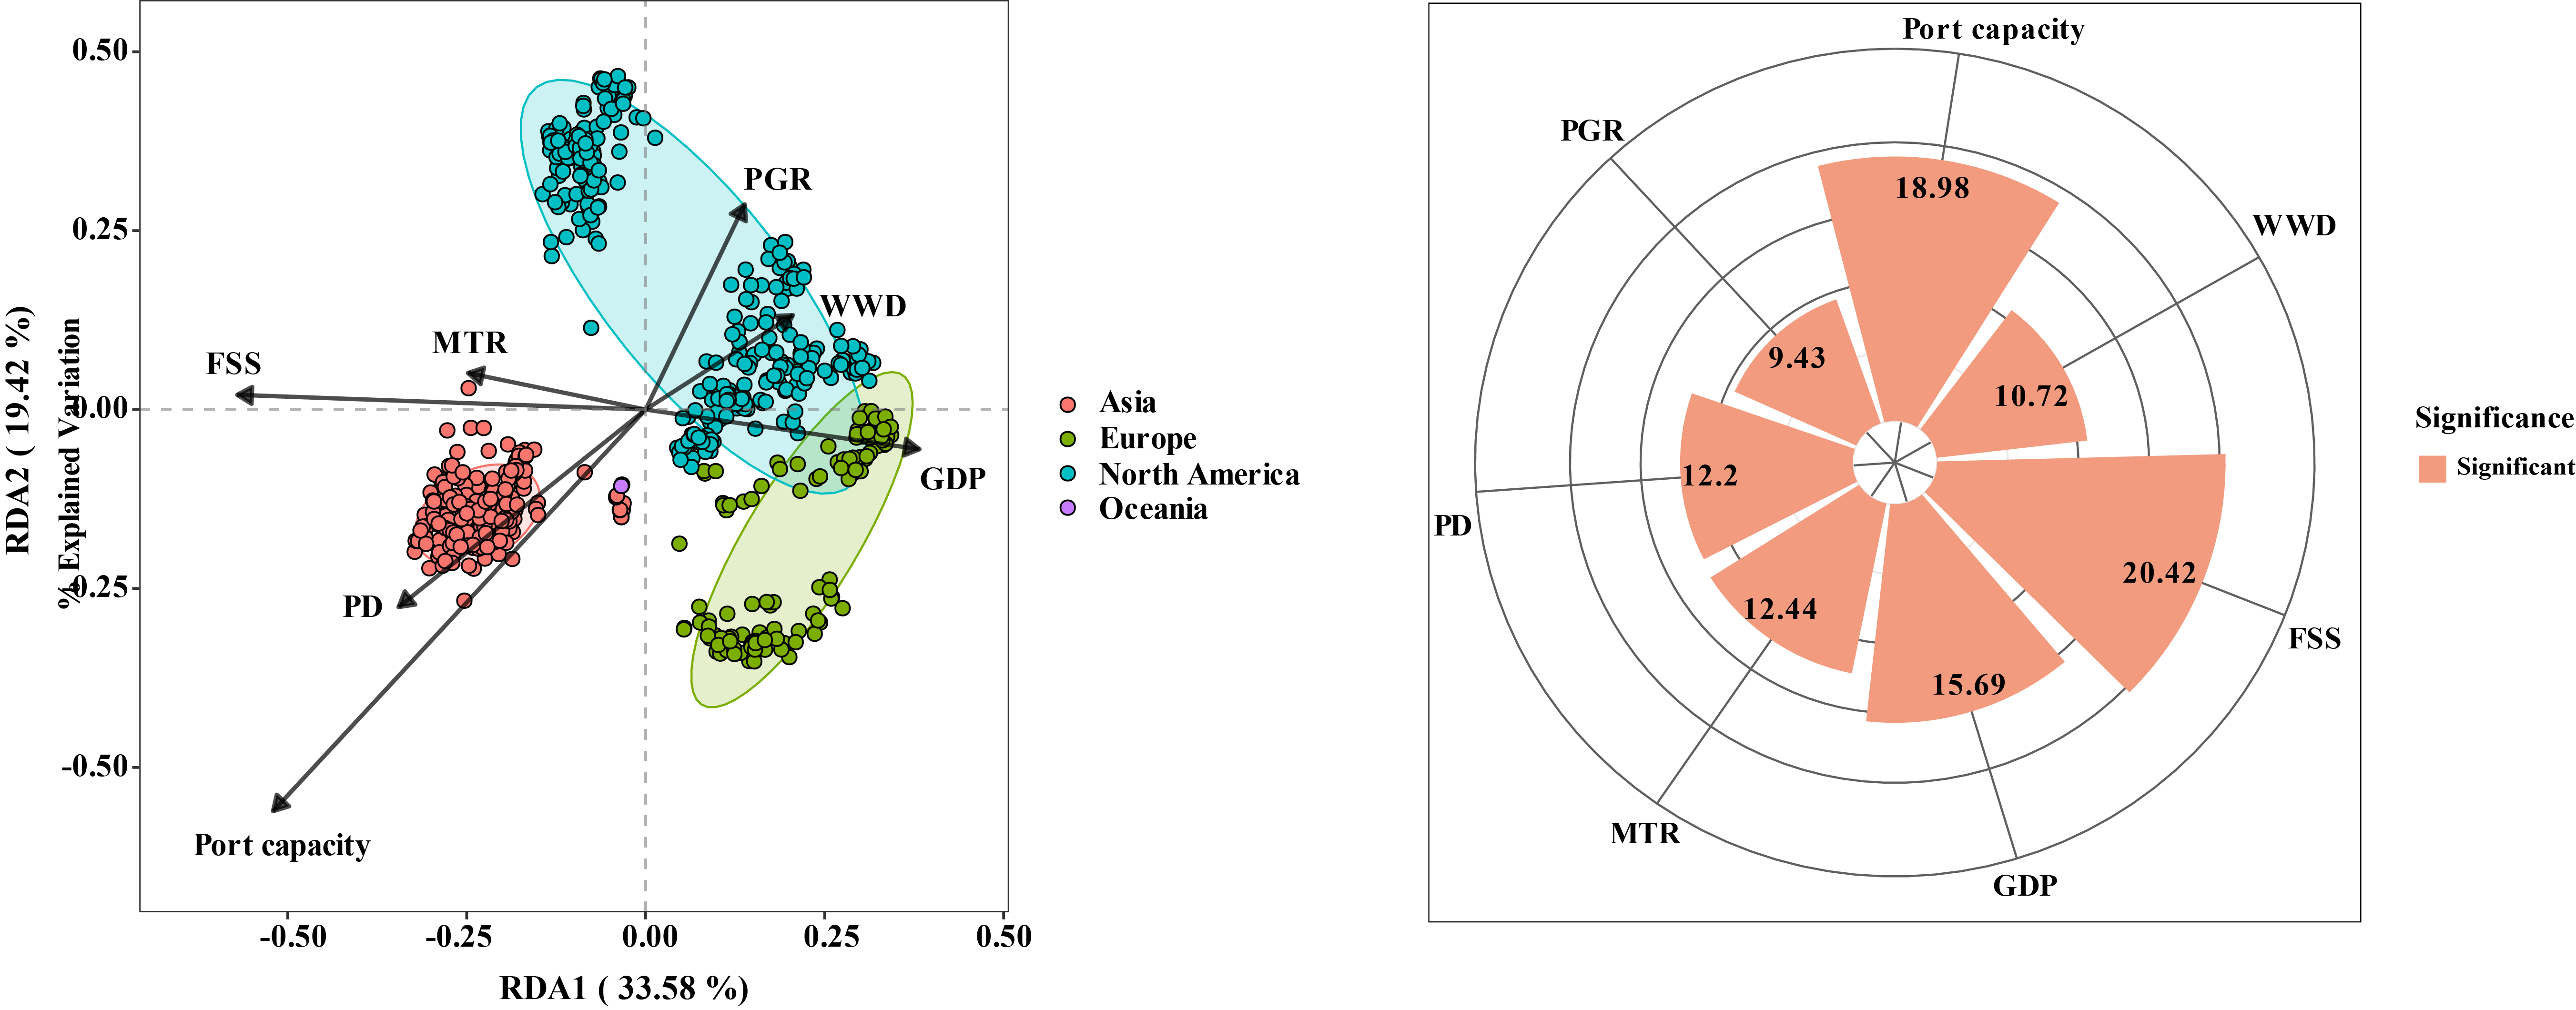 0.50
0.25
0.00
-0.25
-0.50
RDA2 ( 19.42 %)
% Explained Variation
PGR
WWD
MTR
FSS
GDP
PD
Port capacity
-0.50 -0.25 0.00 0.25 0.50
RDA1 ( 33.58 %)
Asia
Europe
North America
Oceania
Port capacity
PGR
18.98
WWD
9.43
10.72
12.2
PD
20.42
12.44
FSS
15.69
MTR
GDP
Significance
Significant